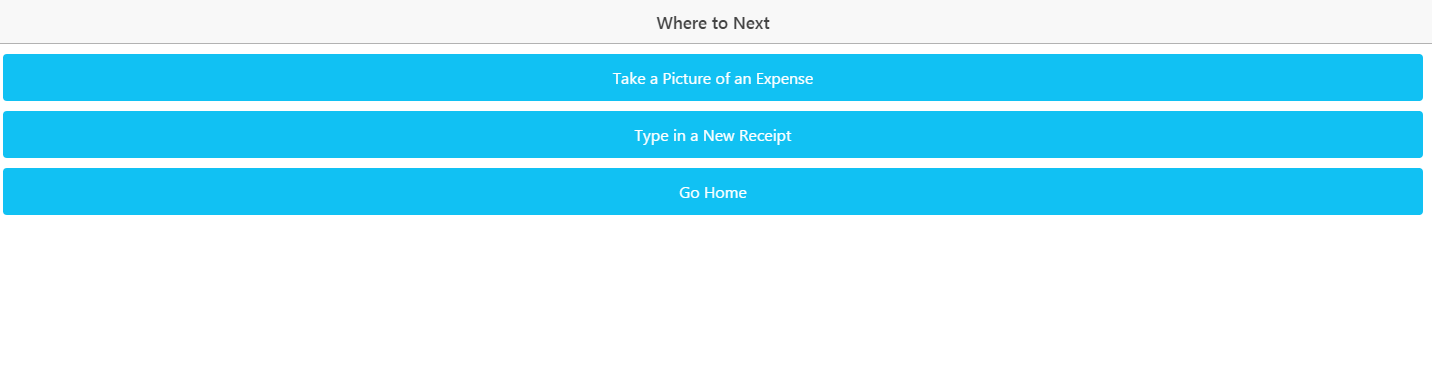 Where to Next
Take a Picture of an Expense
Type in a New Receipt
Go Home